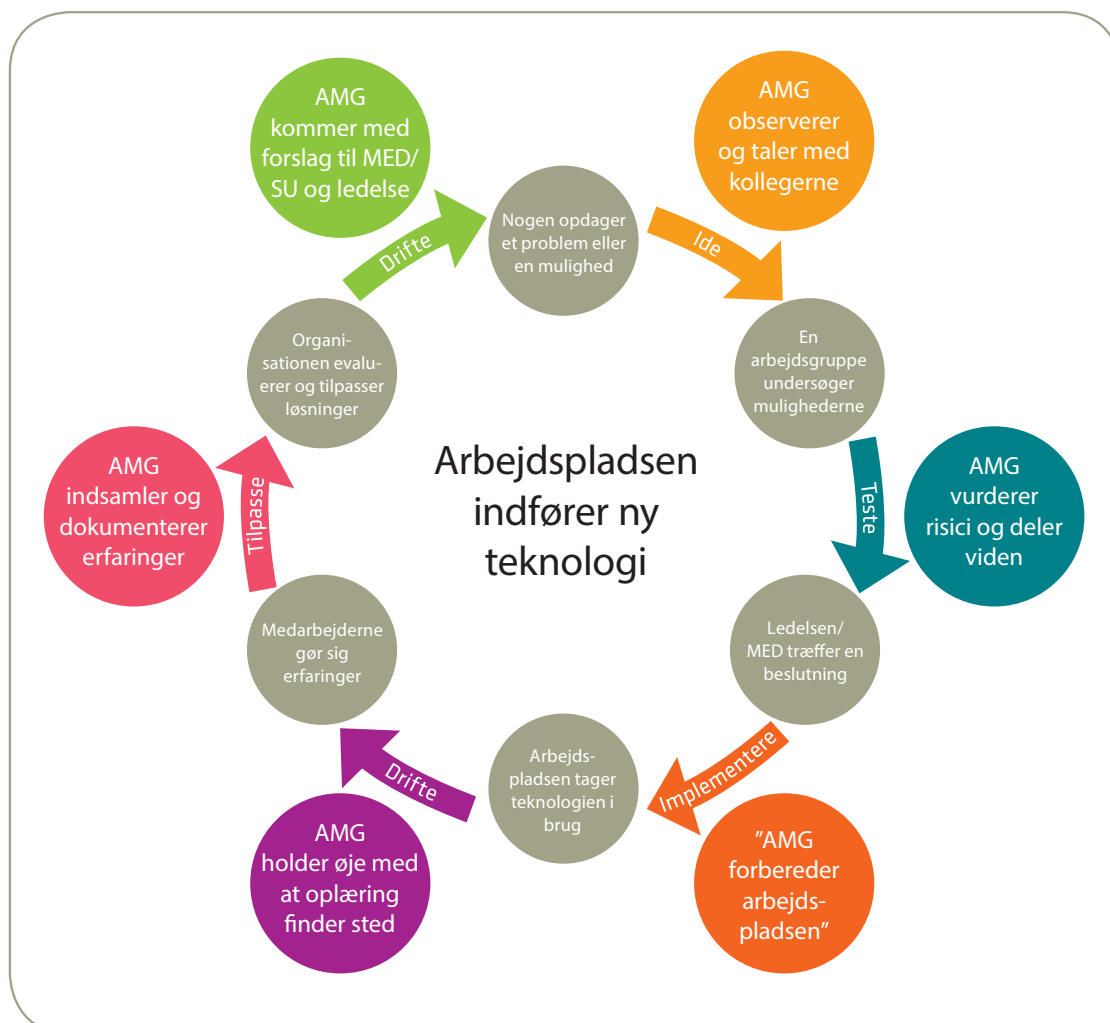 AMG
kommer med
forslag til MED/
SU og ledelse
AMG
observerer
og taler med
kollegerne
Drifte
Nogen opdager
et problem eller
en mulighed
Ide
Organi-
sationen evalu-
erer og tilpasser
løsninger
En
arbejdsgruppe
undersøger
mulighederne
Arbejdspladsen
indfører ny
teknologi
AMG
indsamler og
dokumenterer
erfaringer
Tilpasse
Teste
AMG
vurderer
risici og deler
viden
Medarbejderne
gør sig
erfaringer
Ledelsen/
MED træffer en
beslutning
Drifte
Arbejds-
pladsen tager
teknologien i
brug
Implementere
AMG
holder øje med
at oplæring
finder sted
”AMG
forbereder
arbejds-
pladsen”